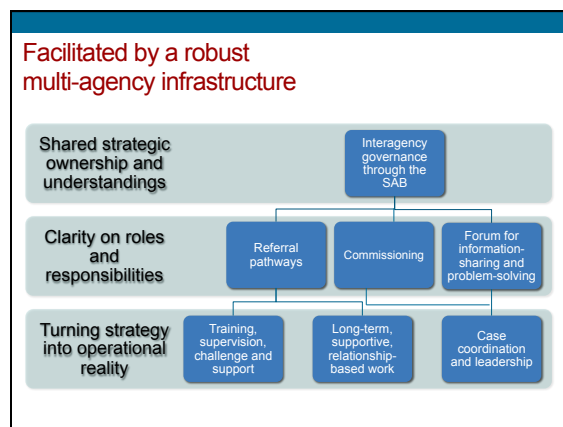 Facilitated by a robust
multi-agency infrastructure
Shared strategic
ownership and
understandings
Interagency
governance
through the
SAB
Clarity on roles
and
responsibilities
Referral
pathways
Commissioning
Forum for
information-
sharing and
problem-solving
Turning strategy
into operational
reality
Training,
supervision,
challenge and
support
Long-term,
supportive,
relationship-
based work
Case
coordination
and leadership